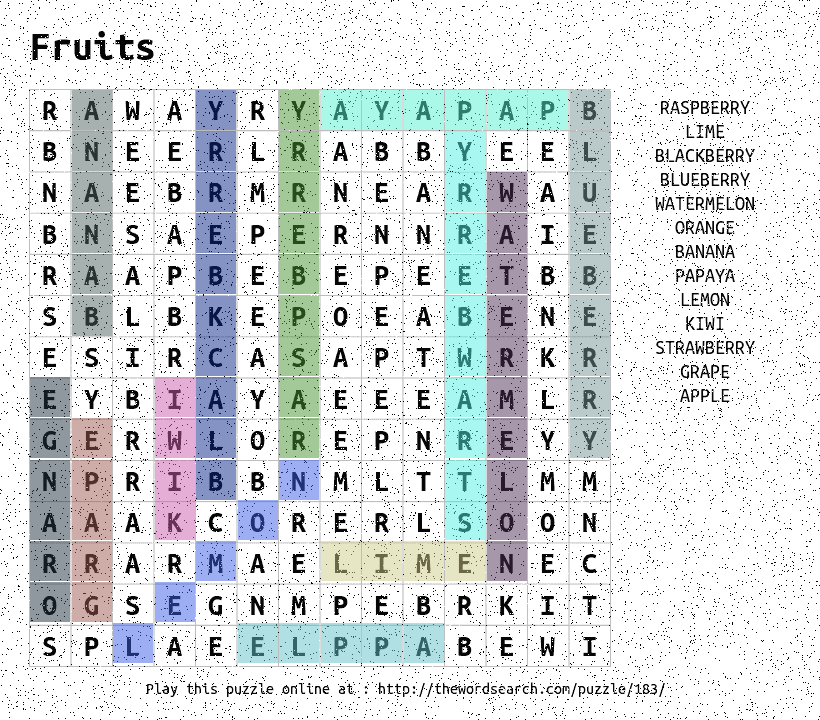 Fruits
R A W A Y R Y A Y A P A P B
B N E E R L R A B B Y E E L
N A E B R M R N E A R W A U
B N S A E P E R N N R A I E
R A A P B E B E P E E T B B
S B L B K E P O E A B E N E
E S I R C A S A P T W R K R
E Y B I A Y A E E E A M L R
G E R W L O R E P N R E Y Y
N P R I B B N M L T T L M M
A A A K C O R E R L S O O N
R R A R M A E L I M E N E C
O G S E G N M P E B R K I T
S P L A E E L P P A B E W I
RASPBERRY
LIME
BLACKBERRY
BLUEBERRY
WATERMELON
ORANGE
BANANA
PAPAYA
LEMON
KIWI
STRAWBERRY
GRAPE
APPLE
Play this puzzle online at : http://thewordsearch.com/puzzle/183/